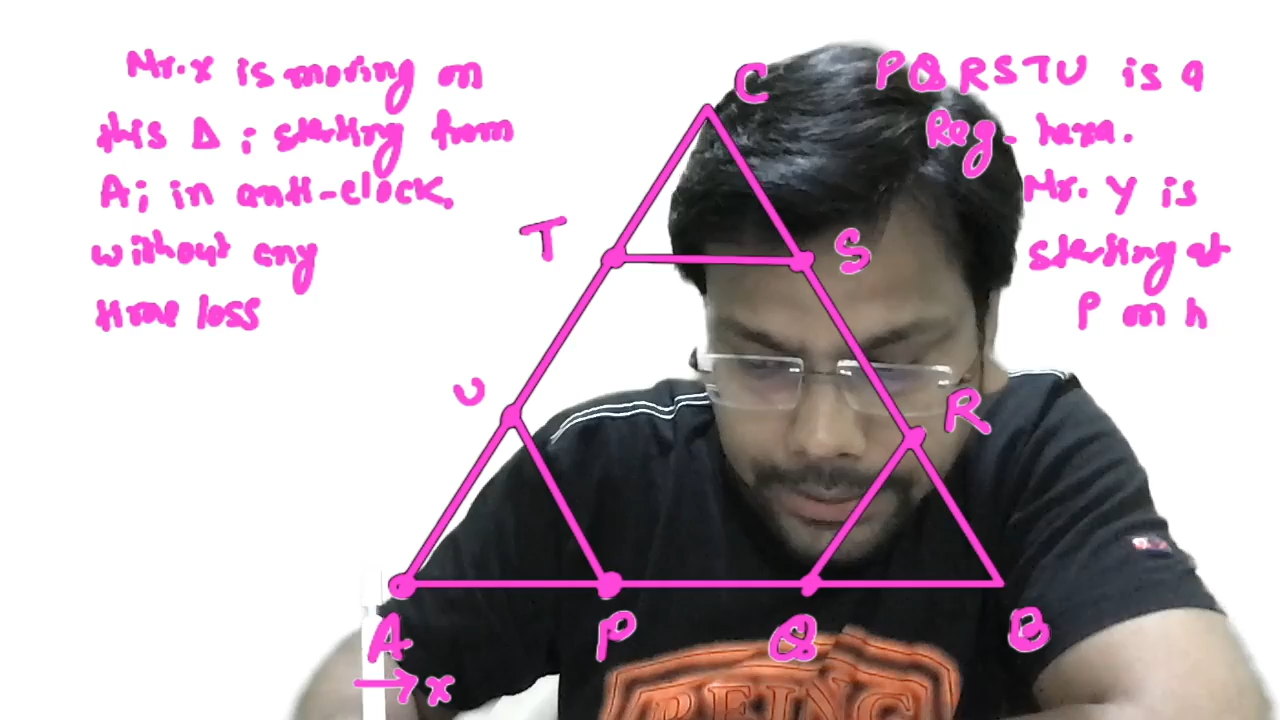 Mr. X is moving on
this Δ ; starting from
A; in anti-clock,
without any
time loss
PQRSTU is a
Reg. hexa.
Mr. Y is
starting at
P on h
C
T
S
U
R
A
P
Q
B
→ x
BEING